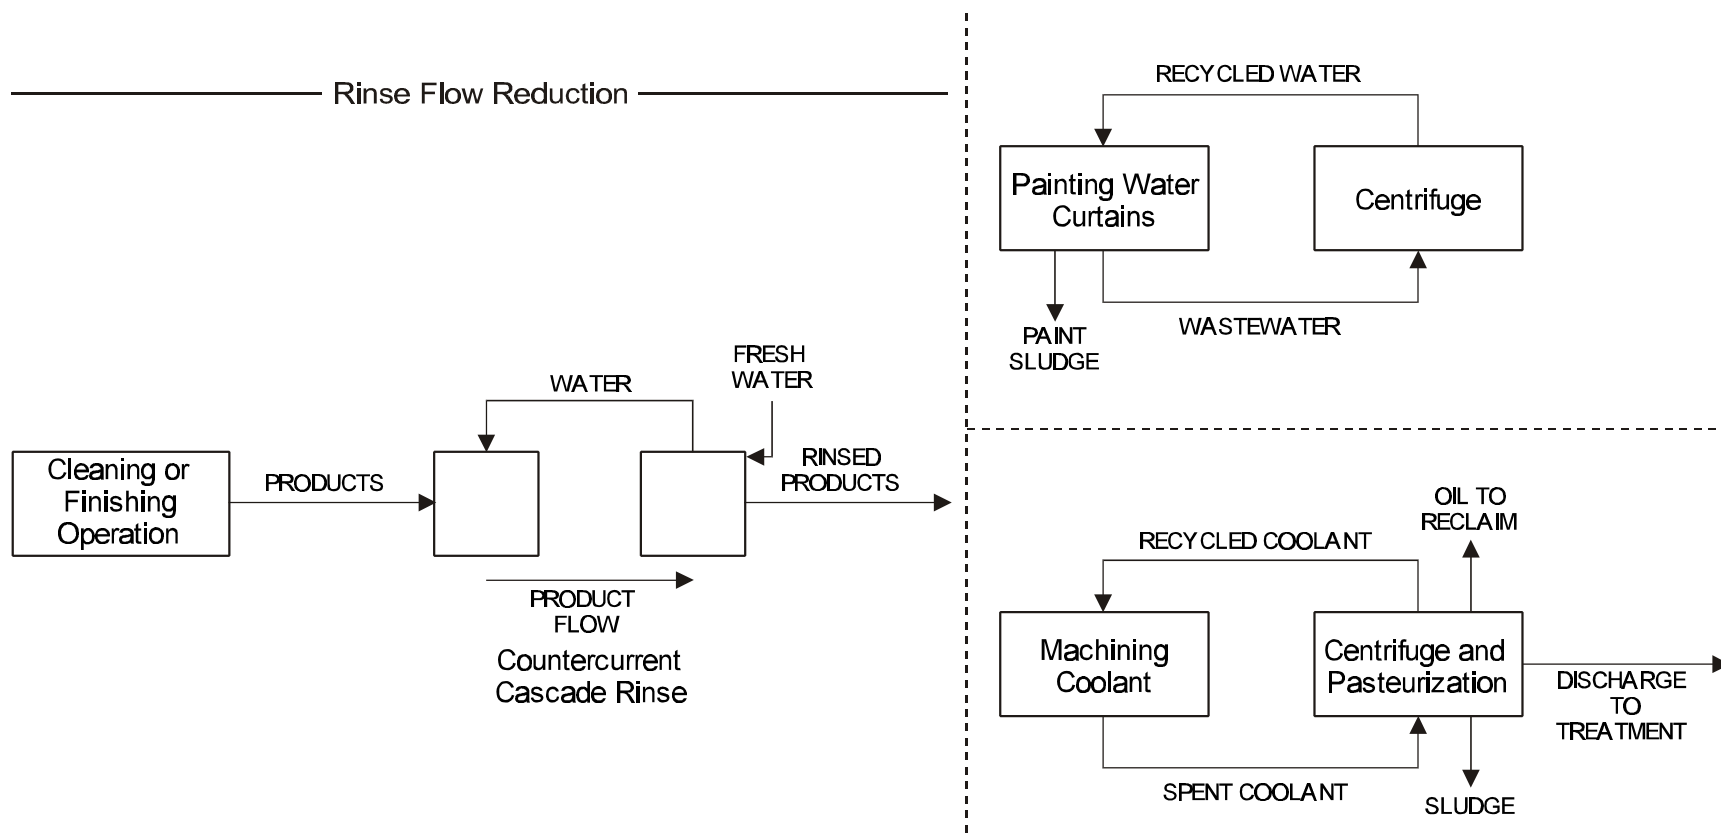 Rinse Flow Reduction
WATER
FRESH
WATER
Cleaning or
Finishing
Operation
PRODUCTS
RINSED
PRODUCTS
PRODUCT
FLOW
Countercurrent
Cascade Rinse
RECYCLED WATER
Painting Water
Curtains
Centrifuge
PAINT
SLUDGE
WASTEWATER
OIL TO
RECLAIM
RECYCLED COOLANT
Machining
Coolant
Centrifuge and
Pasteurization
DISCHARGE
TO
TREATMENT
SPENT COOLANT
SLUDGE